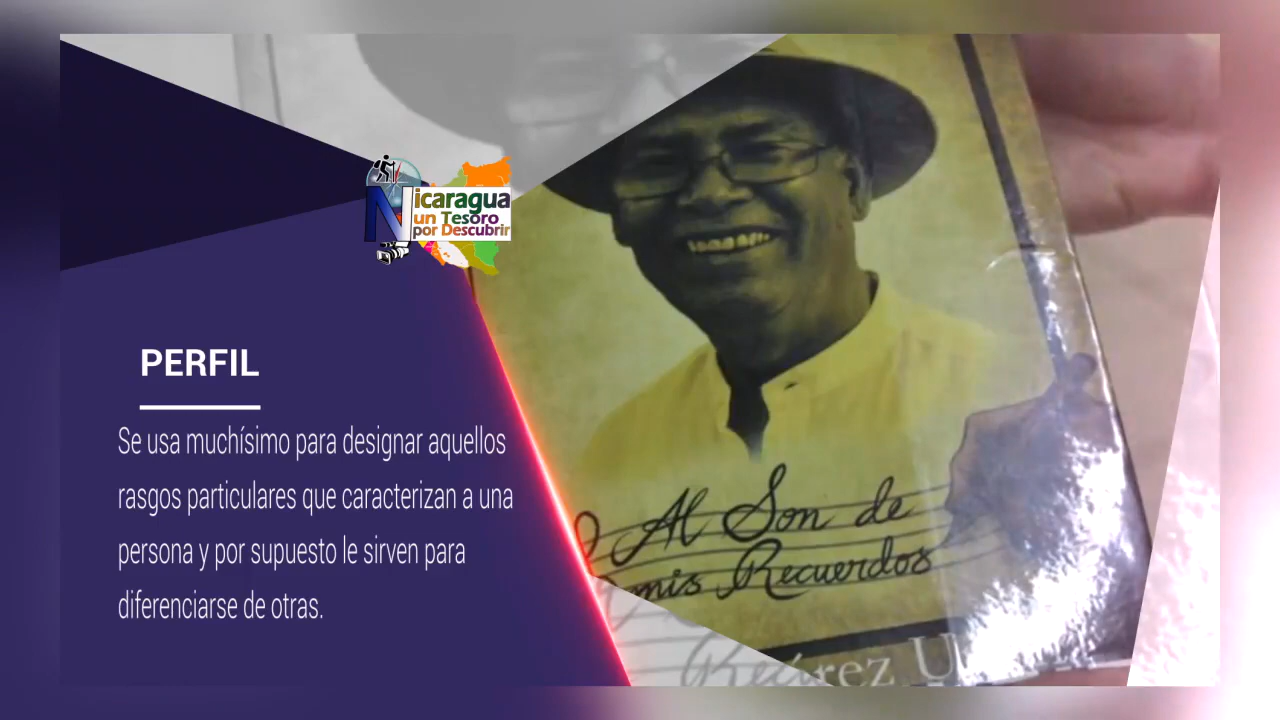 Nicaragua
un Tesoro
por Descubrir
PERFIL
Se usa muchísimo para designar aquellos
rasgos particulares que caracterizan a una
persona y por supuesto le sirven para
diferenciarse de otras.
Al Son de
mis Recuerdos